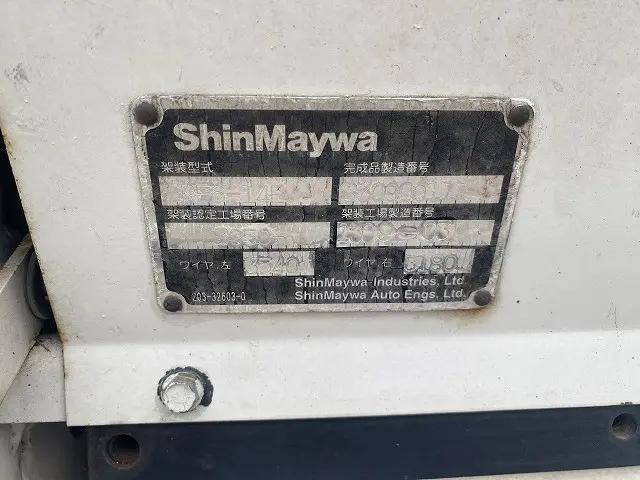 ShinMaywa
架装型式 完成品製造番号
架装認定工場番号 架装工場製造番号
ワイヤ 左 ワイヤ 右
ShinMaywa Industries, Ltd.
203-32603-0 ShinMaywa Auto Engs. Ltd.